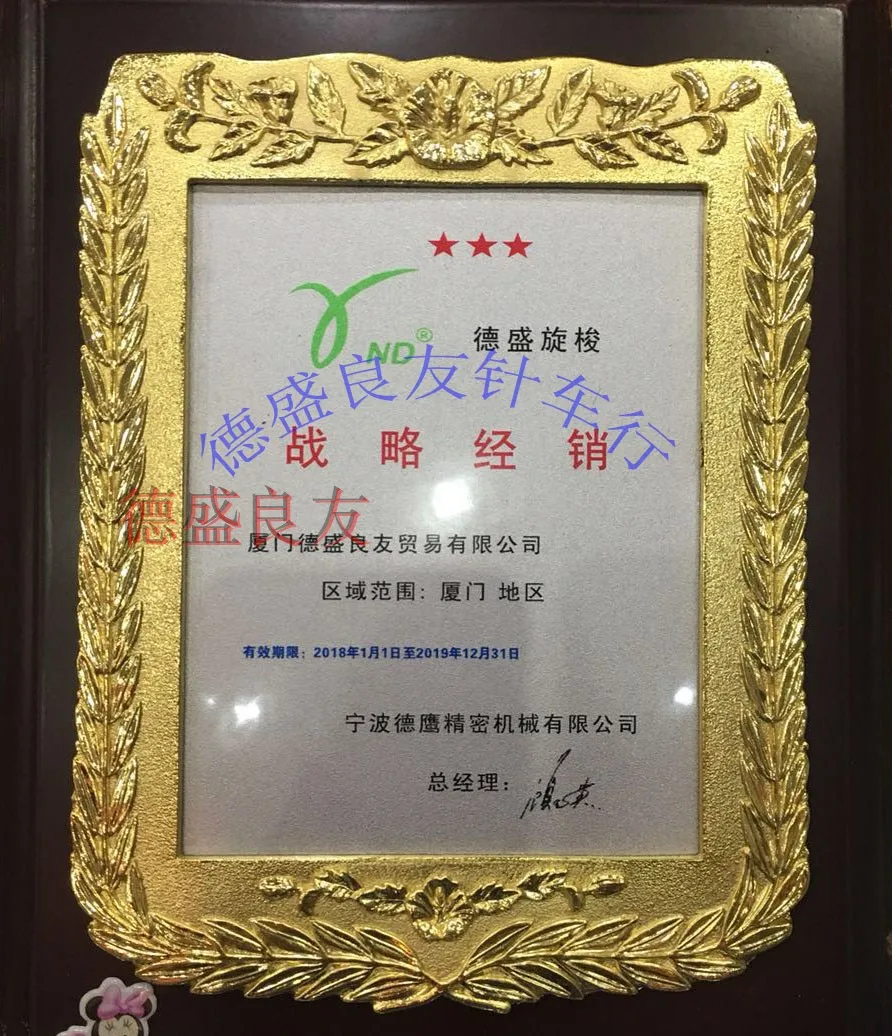 ★★★
ND® 德盛旋梭
德盛良友针车行
战略经销
德盛良友
厦门德盛良友贸易有限公司
区域范围：厦门 地区
有效期限：2018年1月1日至2019年12月31日
宁波德鹰精密机械有限公司
总经理：